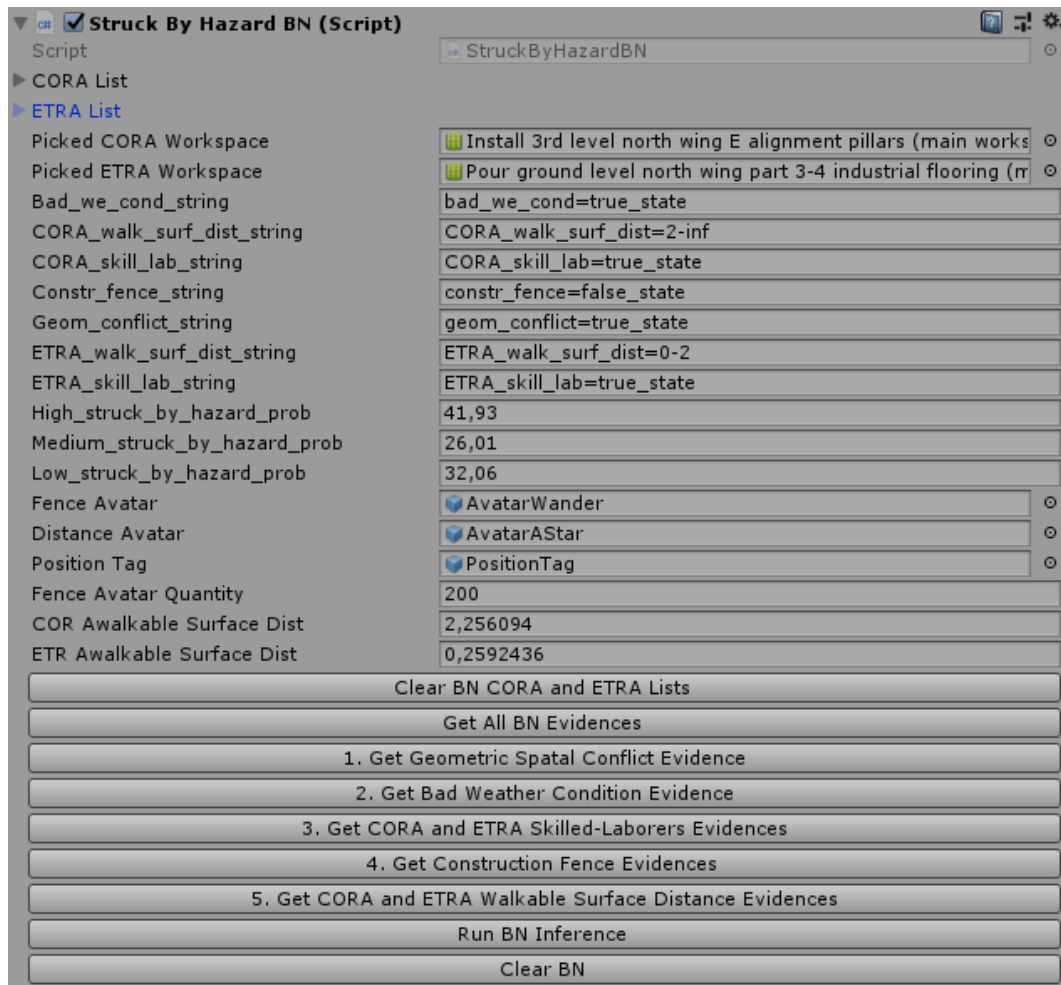 Struck By Hazard BN (Script)
Script StruckByHazardBN
CORA List
ETRA List
Picked CORA Workspace Install 3rd level north wing E alignment pillars (main works
Picked ETRA Workspace Pour ground level north wing part 3-4 industrial flooring (m
Bad_we_cond_string bad_we_cond=true_state
CORA_walk_surf_dist_string CORA_walk_surf_dist=2-inf
CORA_skill_lab_string CORA_skill_lab=true_state
Constr_fence_string constr_fence=false_state
Geom_conflict_string geom_conflict=true_state
ETRA_walk_surf_dist_string ETRA_walk_surf_dist=0-2
ETRA_skill_lab_string ETRA_skill_lab=true_state
High_struck_by_hazard_prob 41,93
Medium_struck_by_hazard_prob 26,01
Low_struck_by_hazard_prob 32,06
Fence Avatar AvatarWander
Distance Avatar AvatarAStar
Position Tag PositionTag
Fence Avatar Quantity 200
COR Awalkable Surface Dist 2,256094
ETR Awalkable Surface Dist 0,2592436
Clear BN CORA and ETRA Lists
Get All BN Evidences
1. Get Geometric Spatal Conflict Evidence
2. Get Bad Weather Condition Evidence
3. Get CORA and ETRA Skilled-Laborers Evidences
4. Get Construction Fence Evidences
5. Get CORA and ETRA Walkable Surface Distance Evidences
Run BN Inference
Clear BN